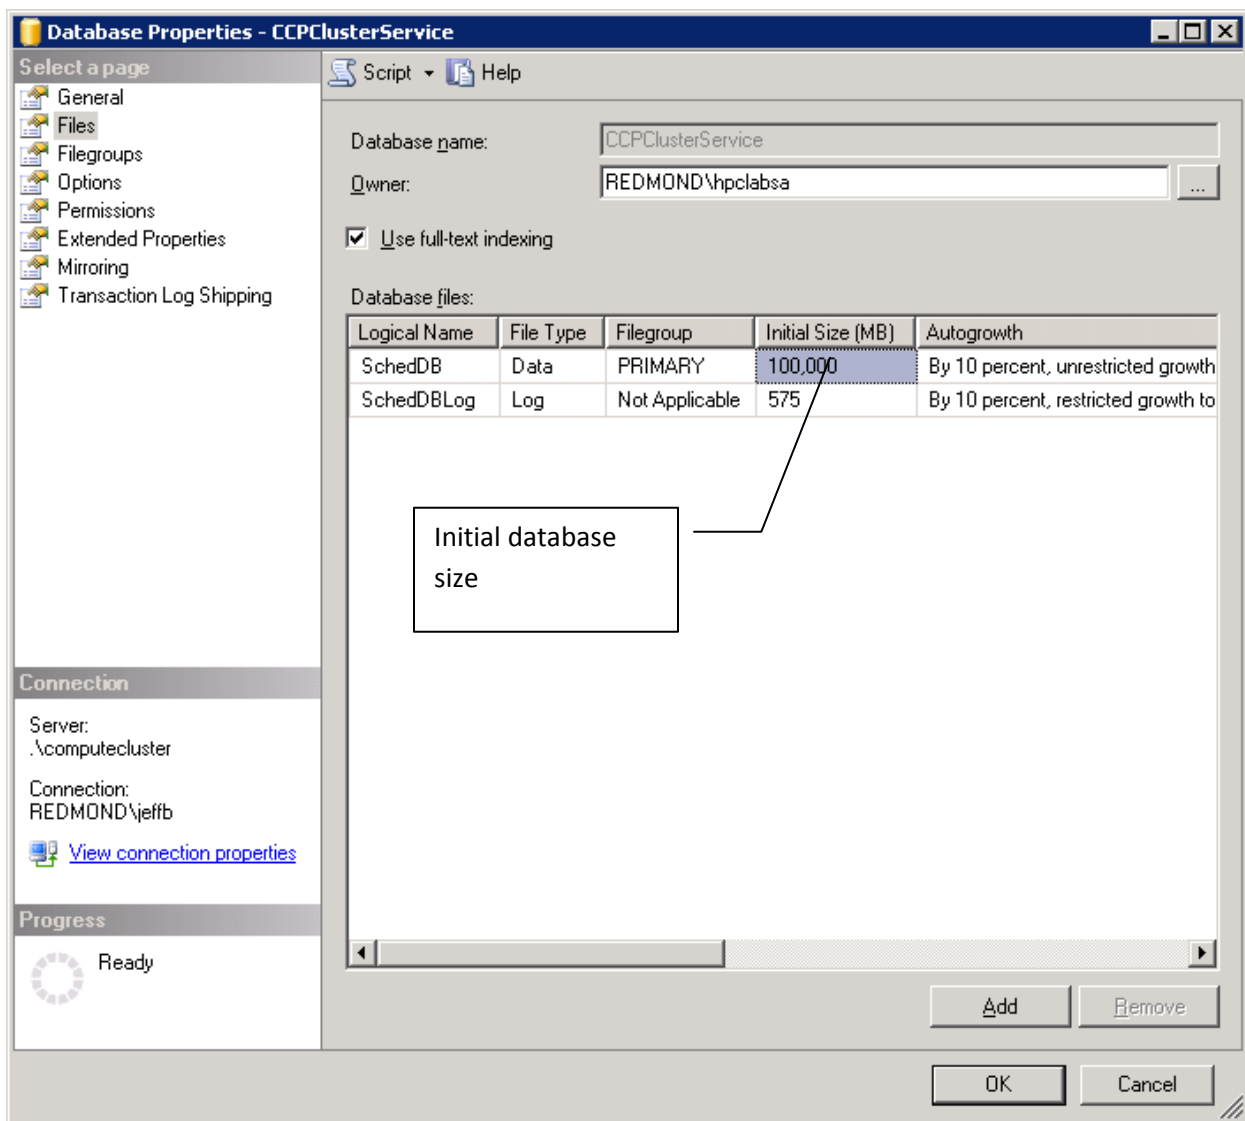 Database Properties - CCPClusterService
Select a page
General
Files
Filegroups
Options
Permissions
Extended Properties
Mirroring
Transaction Log Shipping
Script Help
Database name: CCPClusterService
Owner: REDMOND\hpclabsa ...
Use full-text indexing
Database files:
Logical Name File Type Filegroup Initial Size (MB) Autogrowth
SchedDB Data PRIMARY 100,000 By 10 percent, unrestricted growth
SchedDBLog Log Not Applicable 575 By 10 percent, restricted growth to
Initial database
size
Connection
Server:
.\computecluster
Connection:
REDMOND\jeffb
View connection properties
Progress
Ready
Add Remove
OK Cancel